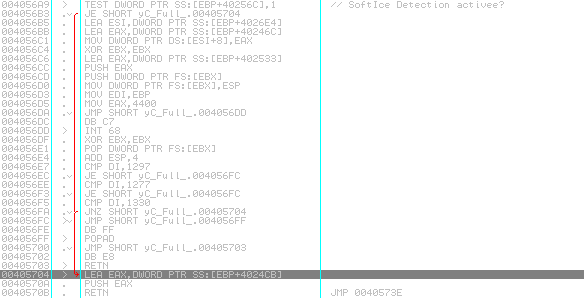 004056A9 > TEST DWORD PTR SS:[EBP+40256C],1 // SoftIce Detection activee?
004056B3 . JE SHORT yC_Full_.00405704
004056B5 . LEA ESI,DWORD PTR SS:[EBP+4026E4]
004056BB . LEA EAX,DWORD PTR SS:[EBP+40246C]
004056C1 . MOV DWORD PTR DS:[ESI+8],EAX
004056C4 . XOR EBX,EBX
004056C6 . LEA EAX,DWORD PTR SS:[EBP+402533]
004056CC . PUSH EAX
004056CD . PUSH DWORD PTR FS:[EBX]
004056D0 . MOV DWORD PTR FS:[EBX],ESP
004056D3 . MOV EDI,EBP
004056D5 . MOV EAX,4400
004056DA . JMP SHORT yC_Full_.004056DD
004056DC DB C7
004056DD > INT 68
004056DF . XOR EBX,EBX
004056E1 . POP DWORD PTR FS:[EBX]
004056E4 . ADD ESP,4
004056E7 . CMP DI,1297
004056EC . JE SHORT yC_Full_.004056FC
004056EE . CMP DI,1277
004056F3 . JE SHORT yC_Full_.004056FC
004056F5 . CMP DI,1330
004056FA . JNZ SHORT yC_Full_.00405704
004056FC > JMP SHORT yC_Full_.004056FF
004056FE DB FF
004056FF > POPAD
00405700 . JMP SHORT yC_Full_.00405703
00405702 DB E8
00405703 > RETN
00405704 > LEA EAX,DWORD PTR SS:[EBP+4024CB]
0040570A . PUSH EAX
0040570B . RETN JMP 0040573E